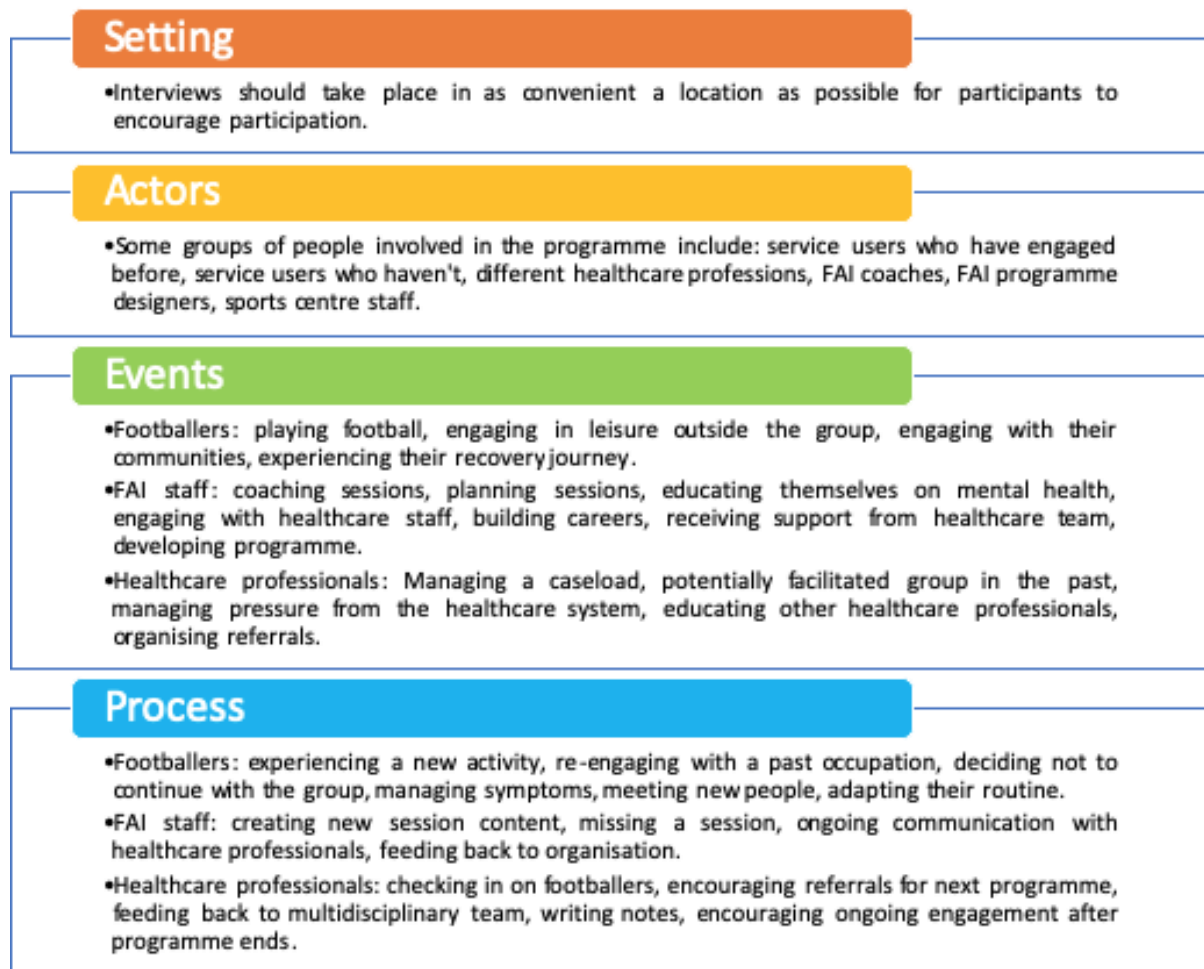 Setting
•Interviews should take place in as convenient a location as possible for participants to
encourage participation.
Actors
•Some groups of people involved in the programme include: service users who have engaged
before, service users who haven't, different healthcare professions, FAI coaches, FAI programme
designers, sports centre staff.
Events
•Footballers: playing football, engaging in leisure outside the group, engaging with their
communities, experiencing their recovery journey.
•FAI staff: coaching sessions, planning sessions, educating themselves on mental health,
engaging with healthcare staff, building careers, receiving support from healthcare team,
developing programme.
•Healthcare professionals: Managing a caseload, potentially facilitated group in the past,
managing pressure from the healthcare system, educating other healthcare professionals,
organising referrals.
Process
•Footballers: experiencing a new activity, re-engaging with a past occupation, deciding not to
continue with the group, managing symptoms, meeting new people, adapting their routine.
•FAI staff: creating new session content, missing a session, ongoing communication with
healthcare professionals, feeding back to organisation.
•Healthcare professionals: checking in on footballers, encouraging referrals for next programme,
feeding back to multidisciplinary team, writing notes, encouraging ongoing engagement after
programme ends.